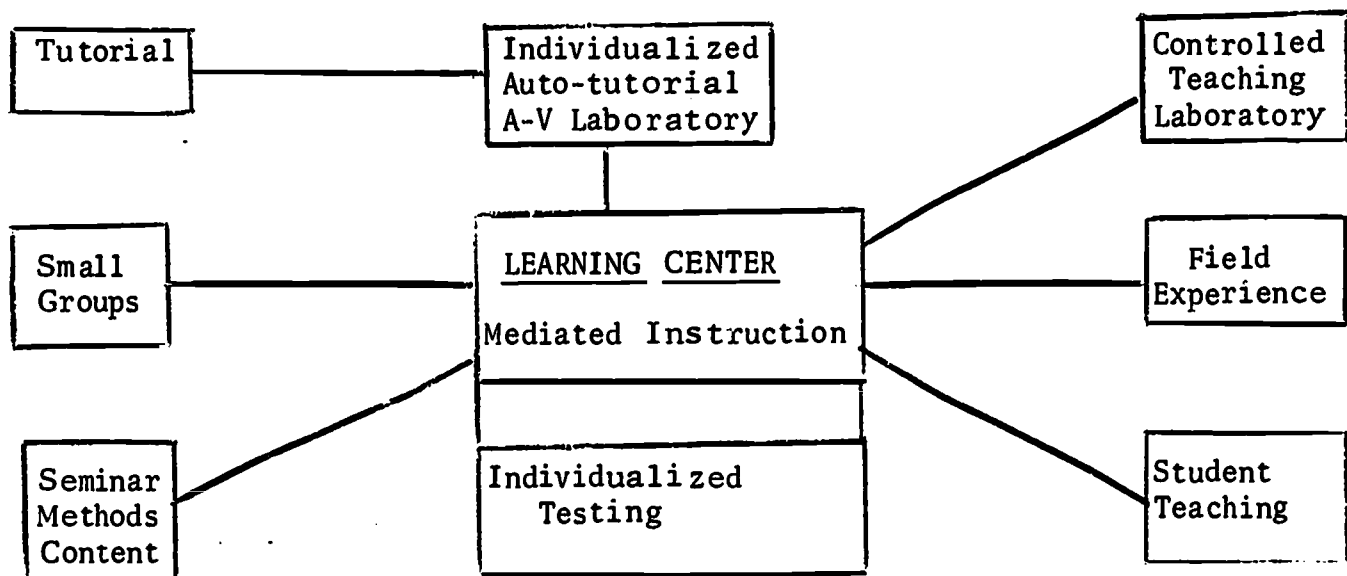 Tutorial
Individualized
Auto-tutorial
A-V Laboratory
Controlled
Teaching
Laboratory
Small
Groups
LEARNING CENTER
Mediated Instruction
Field
Experience
Seminar
Methods
Content
Individualized
Testing
Student
Teaching